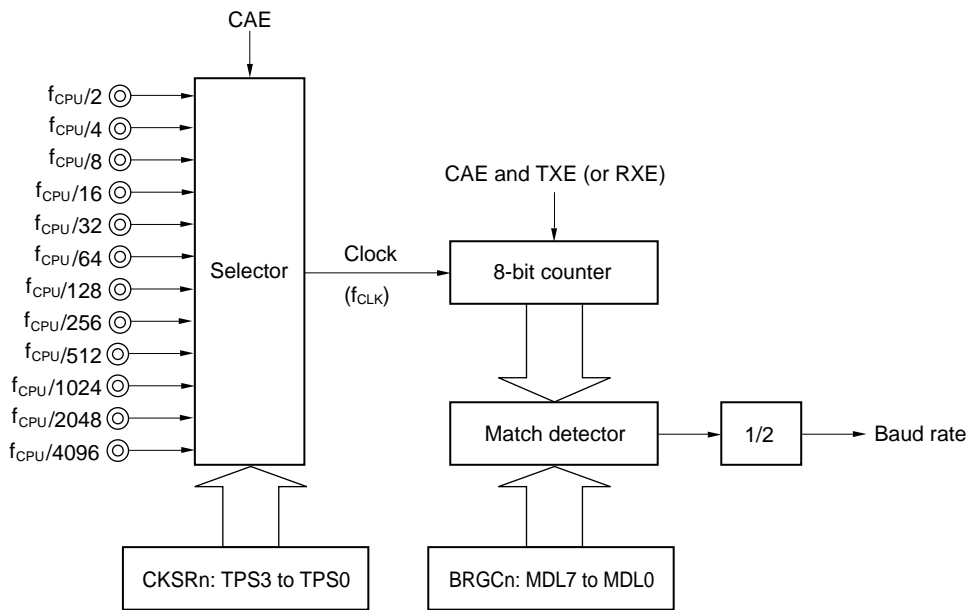 CAE
fCPU/2
fCPU/4
fCPU/8
fCPU/16
CAE and TXE (or RXE)
fCPU/32
fCPU/64
Selector
Clock
8-bit counter
fCPU/128
(fCLK)
fCPU/256
fCPU/512
fCPU/1024
fCPU/2048
Match detector
1/2
Baud rate
fCPU/4096
CKSRn: TPS3 to TPS0
BRGCn: MDL7 to MDL0